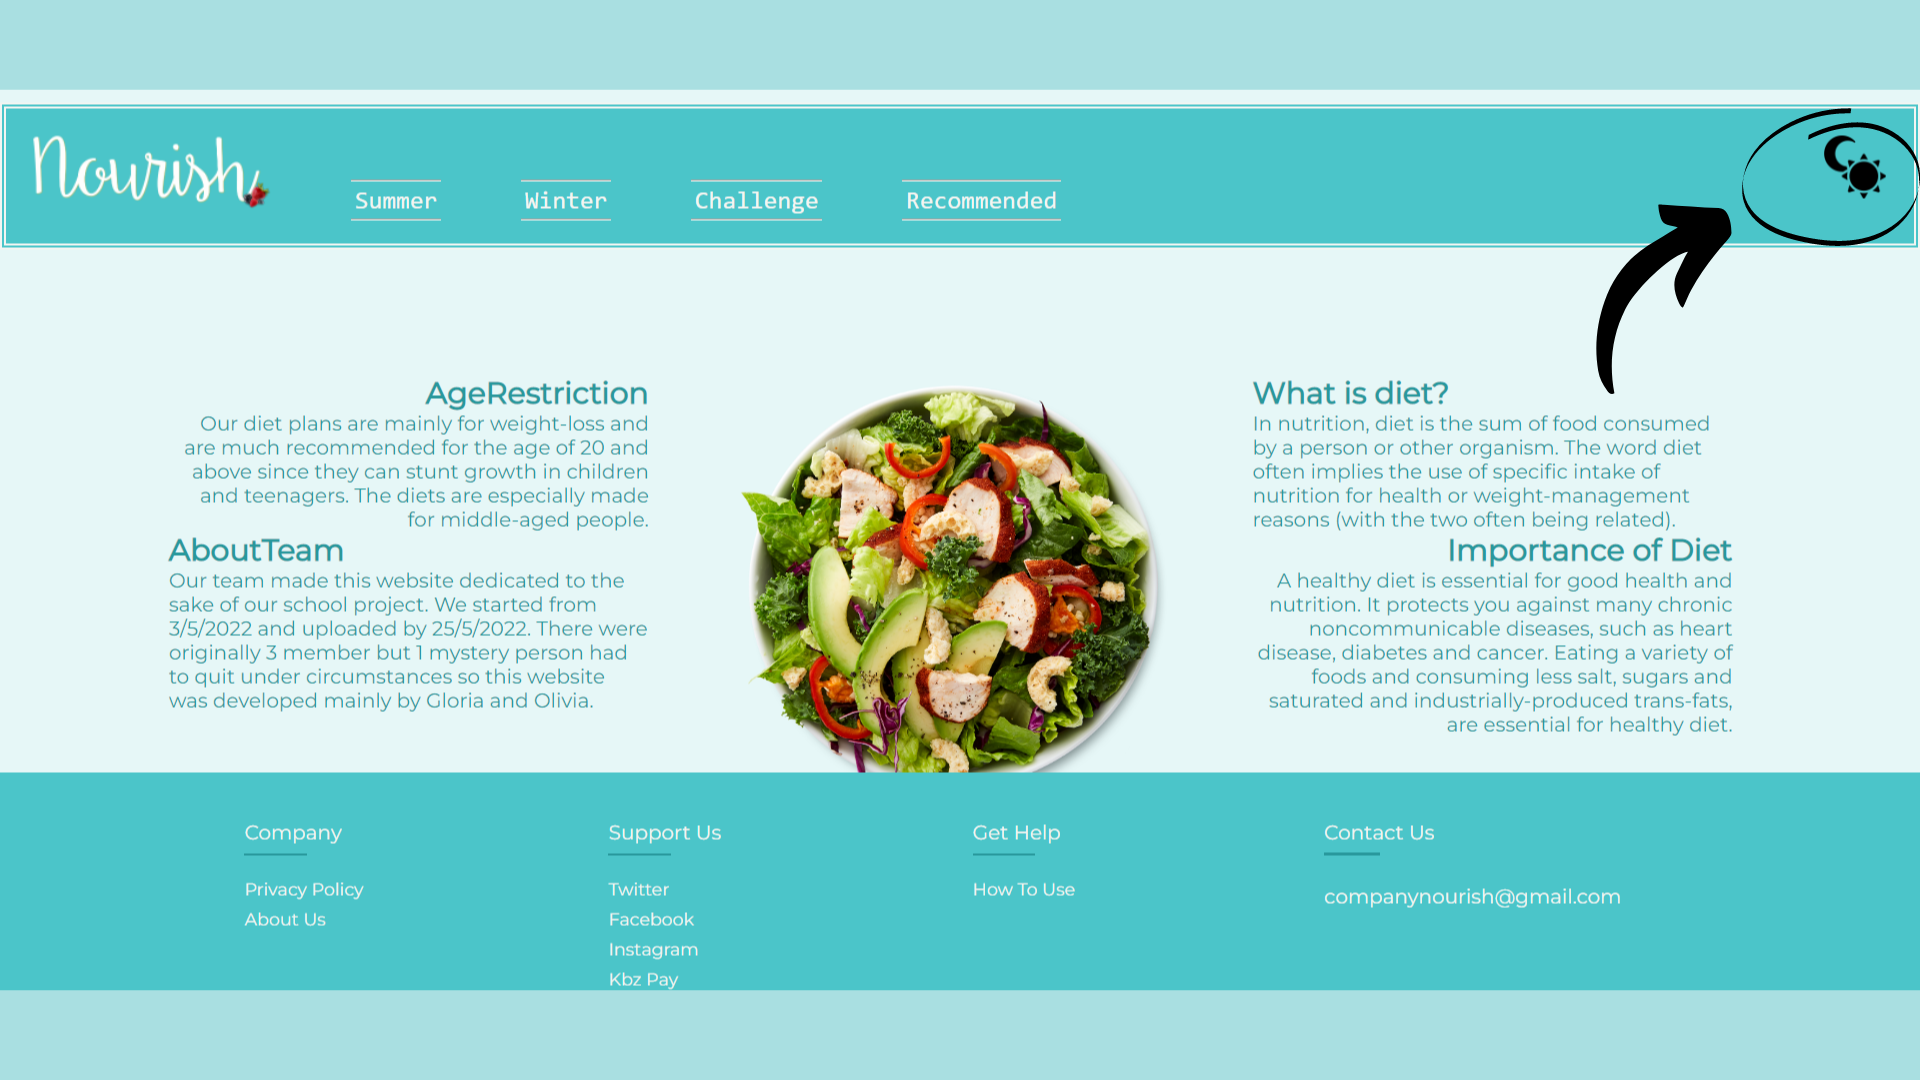 Nourish
Summer
Winter
Challenge
Recommended
AgeRestriction
Our diet plans are mainly for weight-loss and
are much recommended for the age of 20 and
above since they can stunt growth in children
and teenagers. The diets are especially made
for middle-aged people.
AboutTeam
Our team made this website dedicated to the
sake of our school project. We started from
3/5/2022 and uploaded by 25/5/2022. There were
originally 3 member but 1 mystery person had
to quit under circumstances so this website
was developed mainly by Gloria and Olivia.
What is diet?
In nutrition, diet is the sum of food consumed
by a person or other organism. The word diet
often implies the use of specific intake of
nutrition for health or weight-management
reasons (with the two often being related).
Importance of Diet
A healthy diet is essential for good health and
nutrition. It protects you against many chronic
noncommunicable diseases, such as heart
disease, diabetes and cancer. Eating a variety of
foods and consuming less salt, sugars and
saturated and industrially-produced trans-fats,
are essential for healthy diet.
Company
Privacy Policy
About Us
Support Us
Twitter
Facebook
Instagram
Kbz Pay
Get Help
How To Use
Contact Us
companynourish@gmail.com